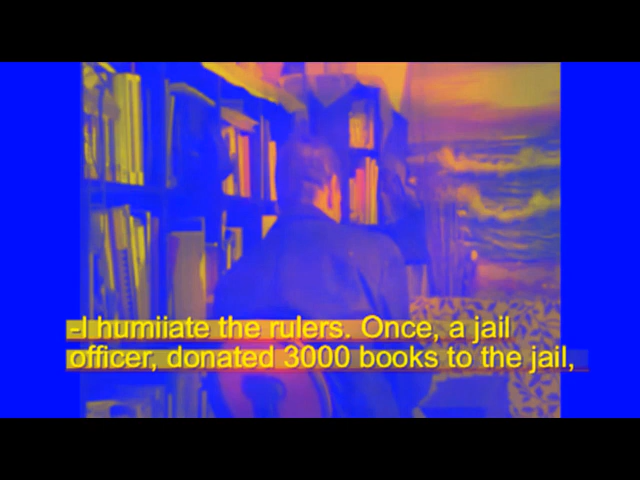 -I humiiate the rulers. Once, a jail
officer, donated 3000 books to the jail,